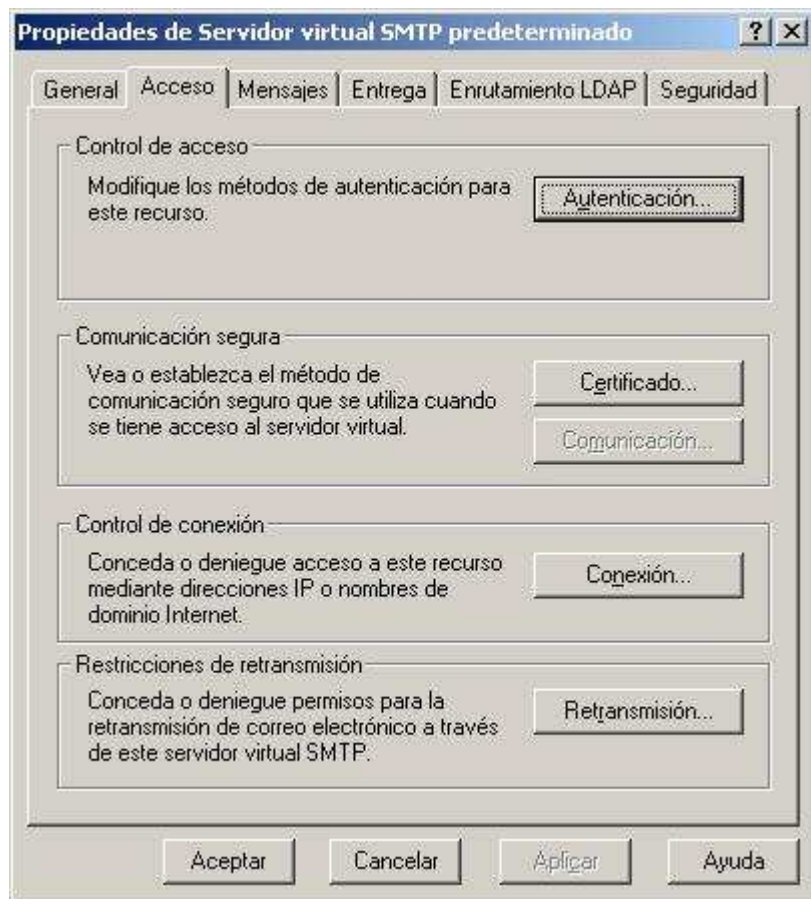 Propiedades de Servidor virtual SMTP predeterminado
General Acceso Mensajes Entrega Enrutamiento LDAP Seguridad
Control de acceso
Modifique los métodos de autenticación para
este recurso.
Autenticación...
Comunicación segura
Vea o establezca el método de
comunicación seguro que se utiliza cuando
se tiene acceso al servidor virtual.
Certificado...
Comunicación...
Control de conexión
Conceda o deniegue acceso a este recurso
mediante direcciones IP o nombres de
dominio Internet.
Conexión...
Restricciones de retransmisión
Conceda o deniegue permisos para la
retransmisión de correo electrónico a través
de este servidor virtual SMTP.
Retransmisión...
Aceptar Cancelar Aplicar Ayuda